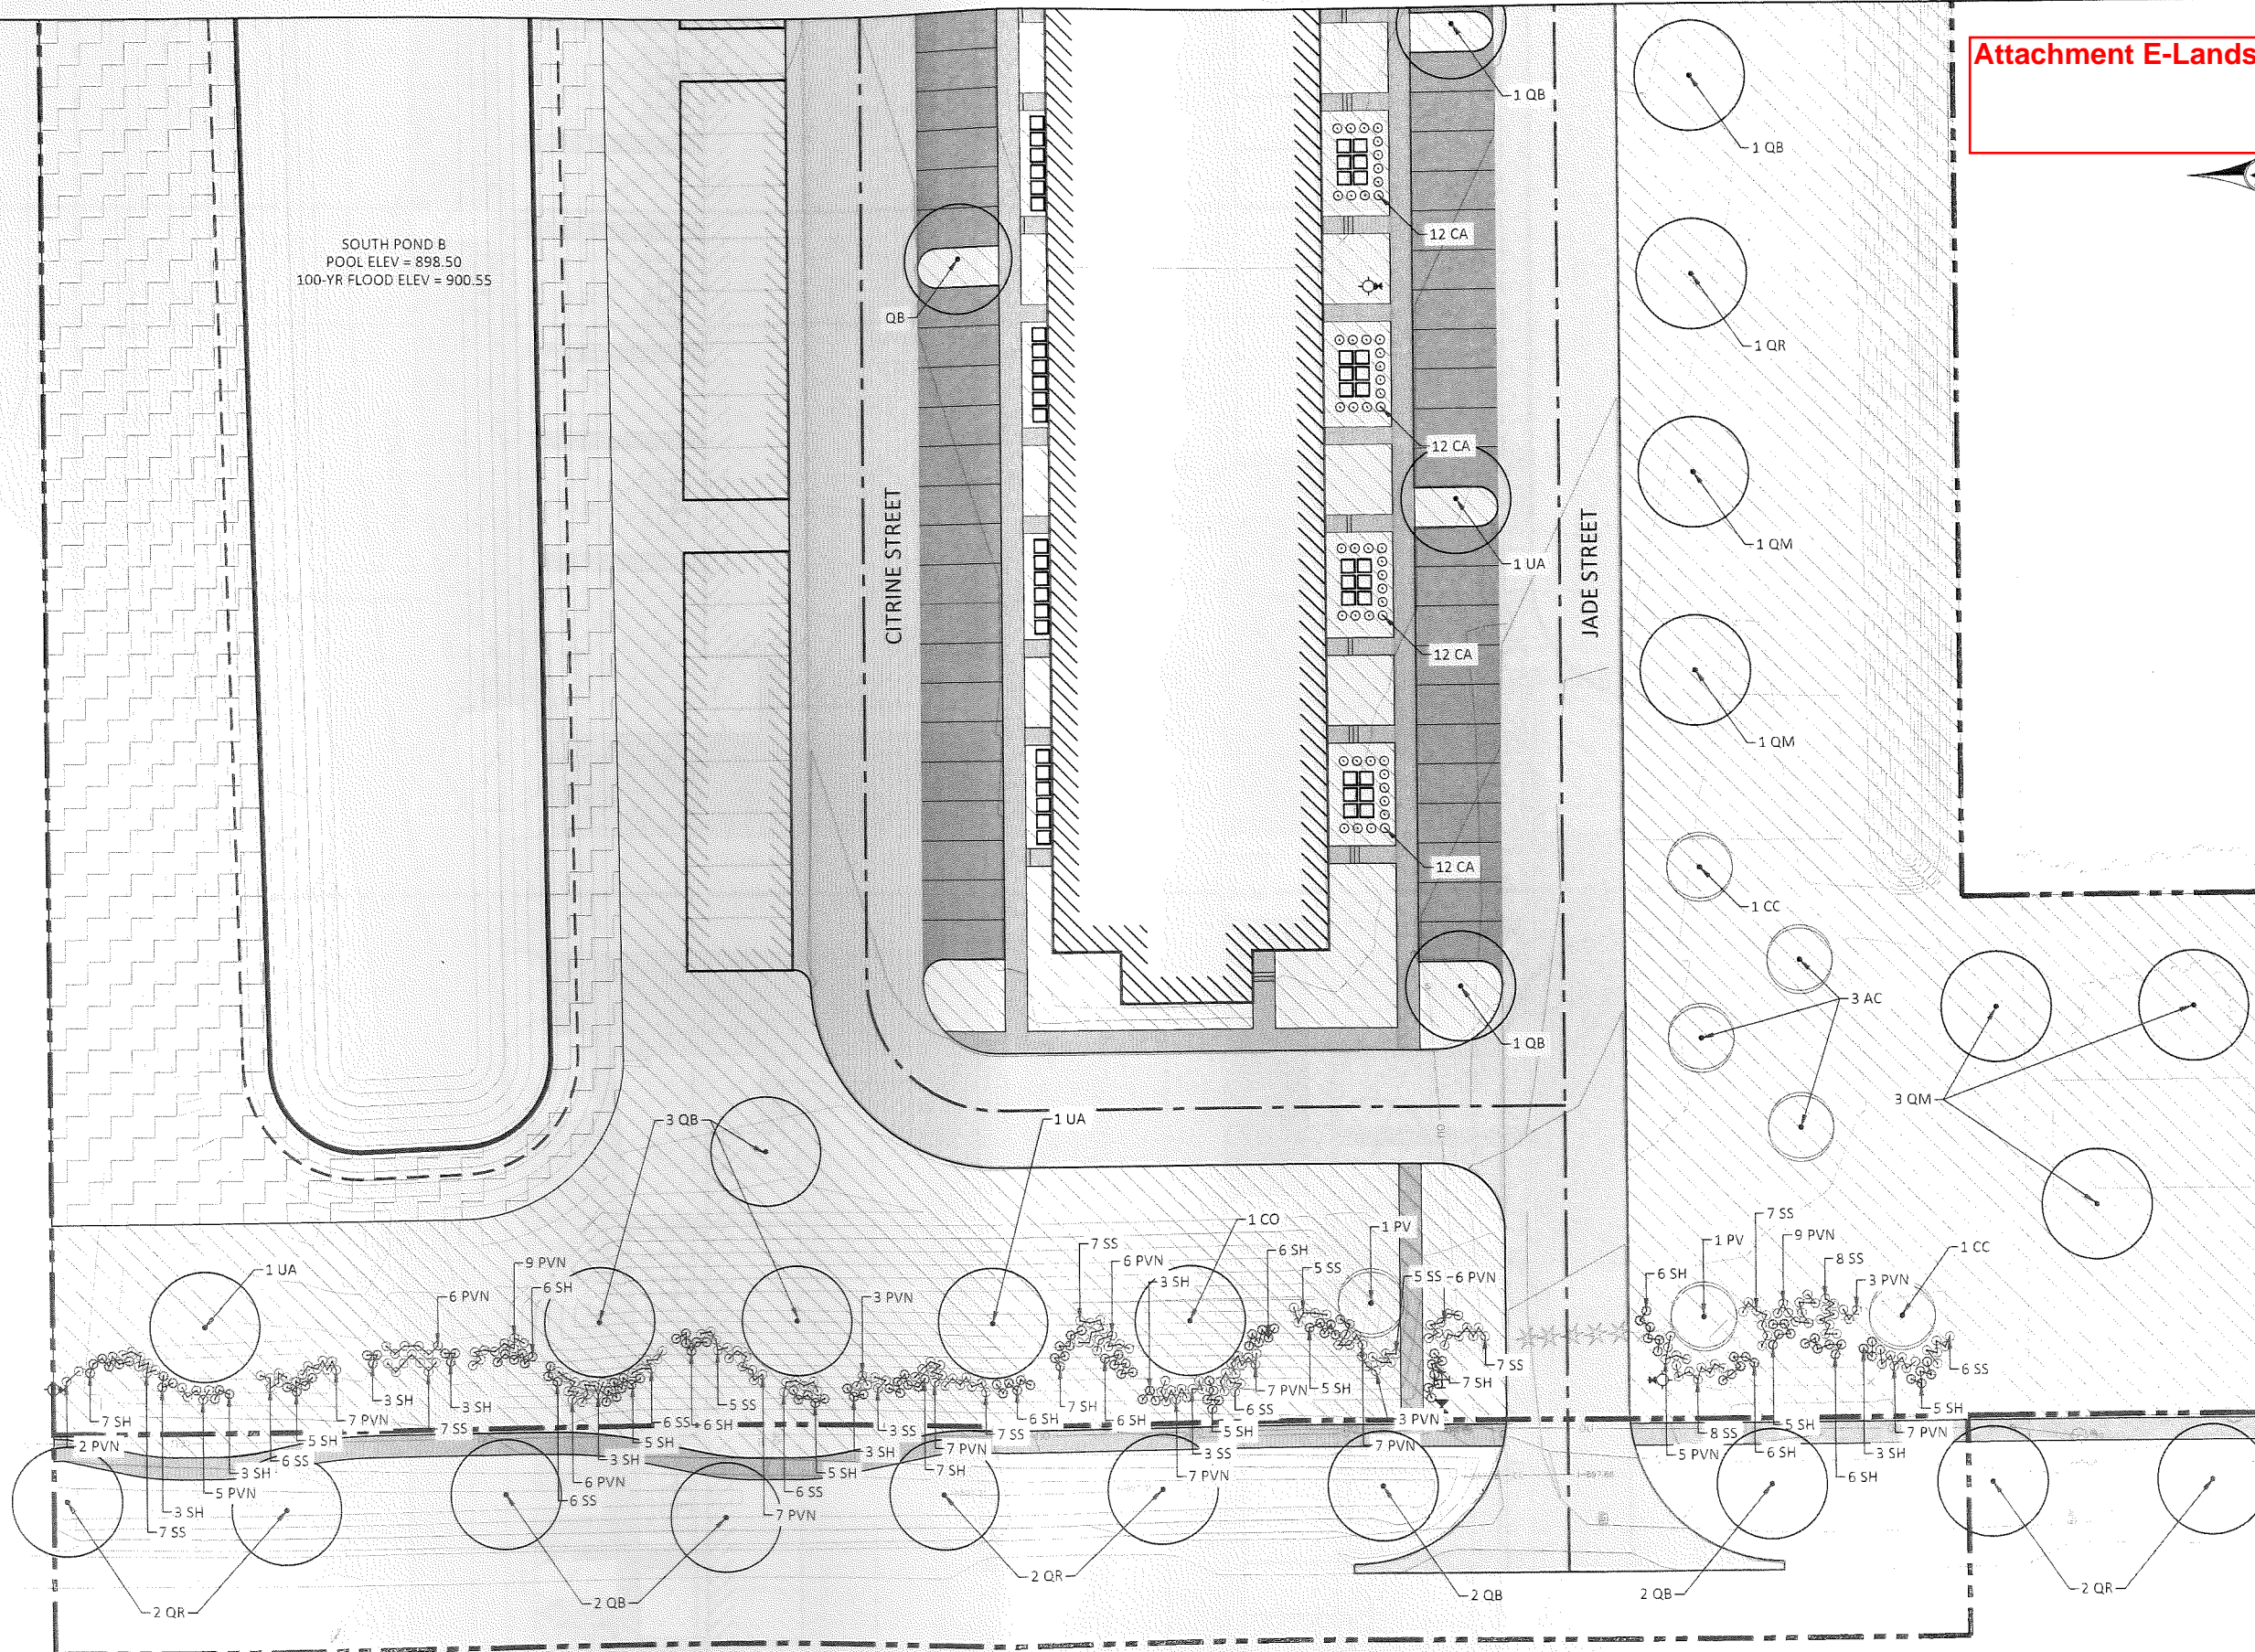 Attachment E-Lands
1 QB
1 QB
SOUTH POND B
POOL ELEV = 898.50
100-YR FLOOD ELEV = 900.55
12 CA
QB
1 QR
12 CA
CITRINE STREET
JADE STREET
1 UA
1 QM
12 CA
1 QM
12 CA
1 CC
3 AC
1 QB
3 QM
3 QB
1 UA
1 CO
1 PV
7 SS
1 PV
9 PVN
1 CC
7 SS
6 PVN
6 SH
8 SS
1 UA
9 PVN
6 SH
3 SH
5 SS
5 SS
6 PVN
6 SH
3 PVN
6 PVN
3 PVN
7 SS
6 SS
7 SH
7 PVN
3 SH
3 SH
5 SS
7 SH
6 SH
7 PVN
5 SH
7 SH
5 SH
2 PVN
5 SH
7 SS
6 SS
6 SH
6 SH
7 SS
6 SS
3 PVN
5 SH
7 PVN
6 SS
3 SH
5 SH
3 SH
3 SH
7 PVN
5 SH
3 SS
7 PVN
5 PVN
8 SS
6 SH
3 SH
3 SS
5 SH
7 SH
7 PVN
6 SH
5 PVN
6 PVN
6 SS
6 SS
3 SH
7 SS
7 PVN
2 QR
2 QB
2 QR
2 QB
2 QB
2 QR